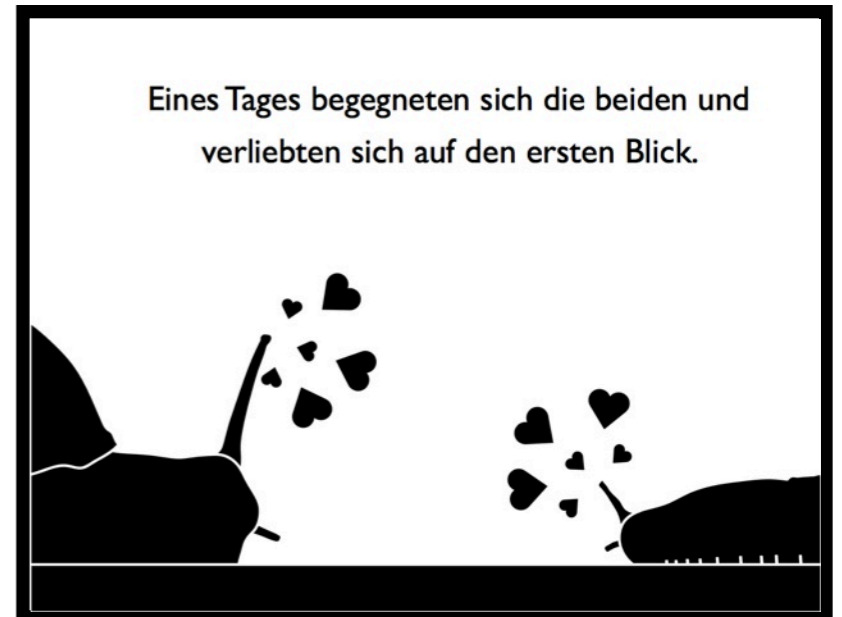 Eines Tages begegneten sich die beiden und
verliebten sich auf den ersten Blick.